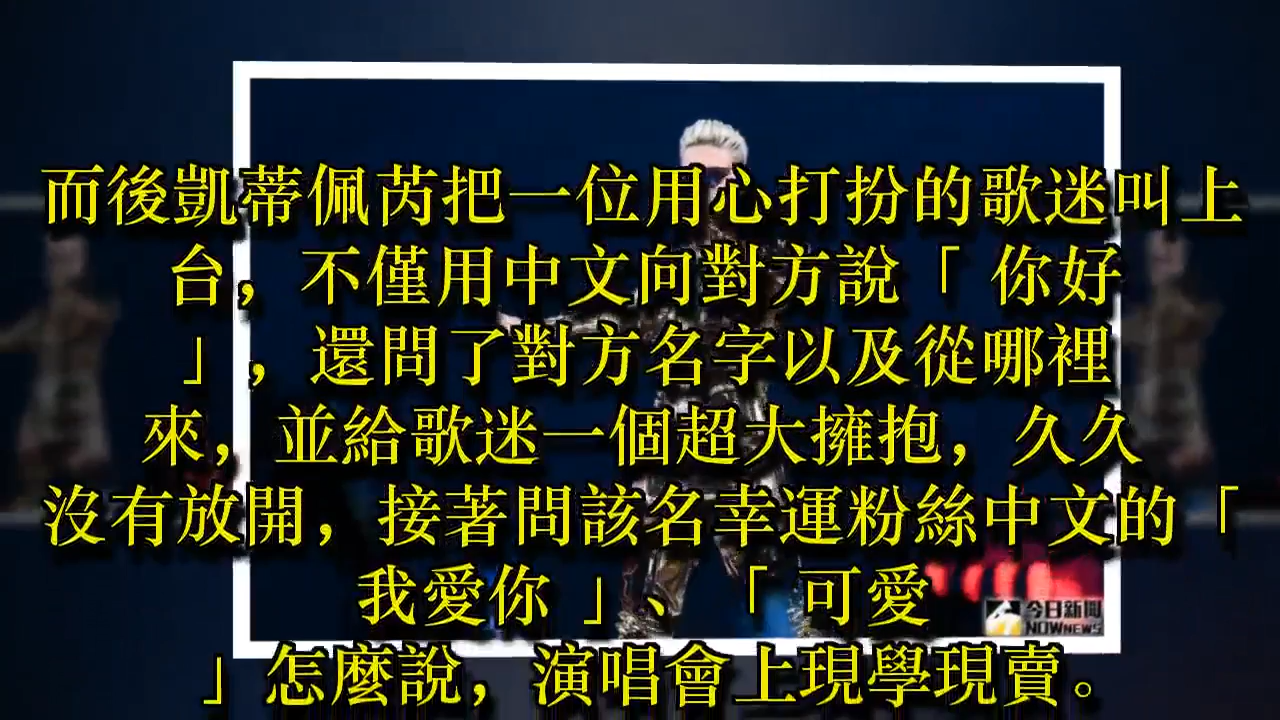 而後凱蒂佩芮把一位用心打扮的歌迷叫上
台，不僅用中文向對方說「 你好
」，還問了對方名字以及從哪裡
來，並給歌迷一個超大擁抱，久久
沒有放開，接著問該名幸運粉絲中文的「
我愛你 」、「 可愛
」怎麼說，演唱會上現學現賣。
今日新聞
NOWnews